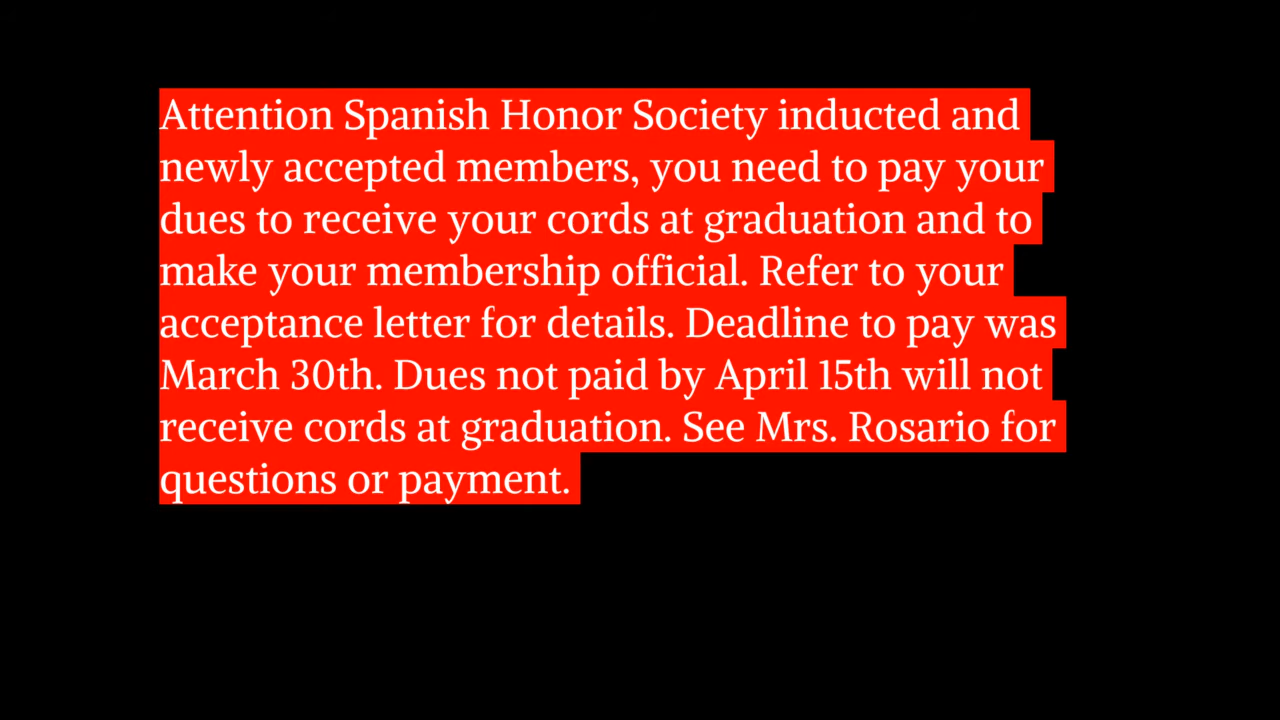 Attention Spanish Honor Society inducted and
newly accepted members, you need to pay your
dues to receive your cords at graduation and to
make your membership official. Refer to your
acceptance letter for details. Deadline to pay was
March 30th. Dues not paid by April 15th will not
receive cords at graduation. See Mrs. Rosario for
questions or payment.